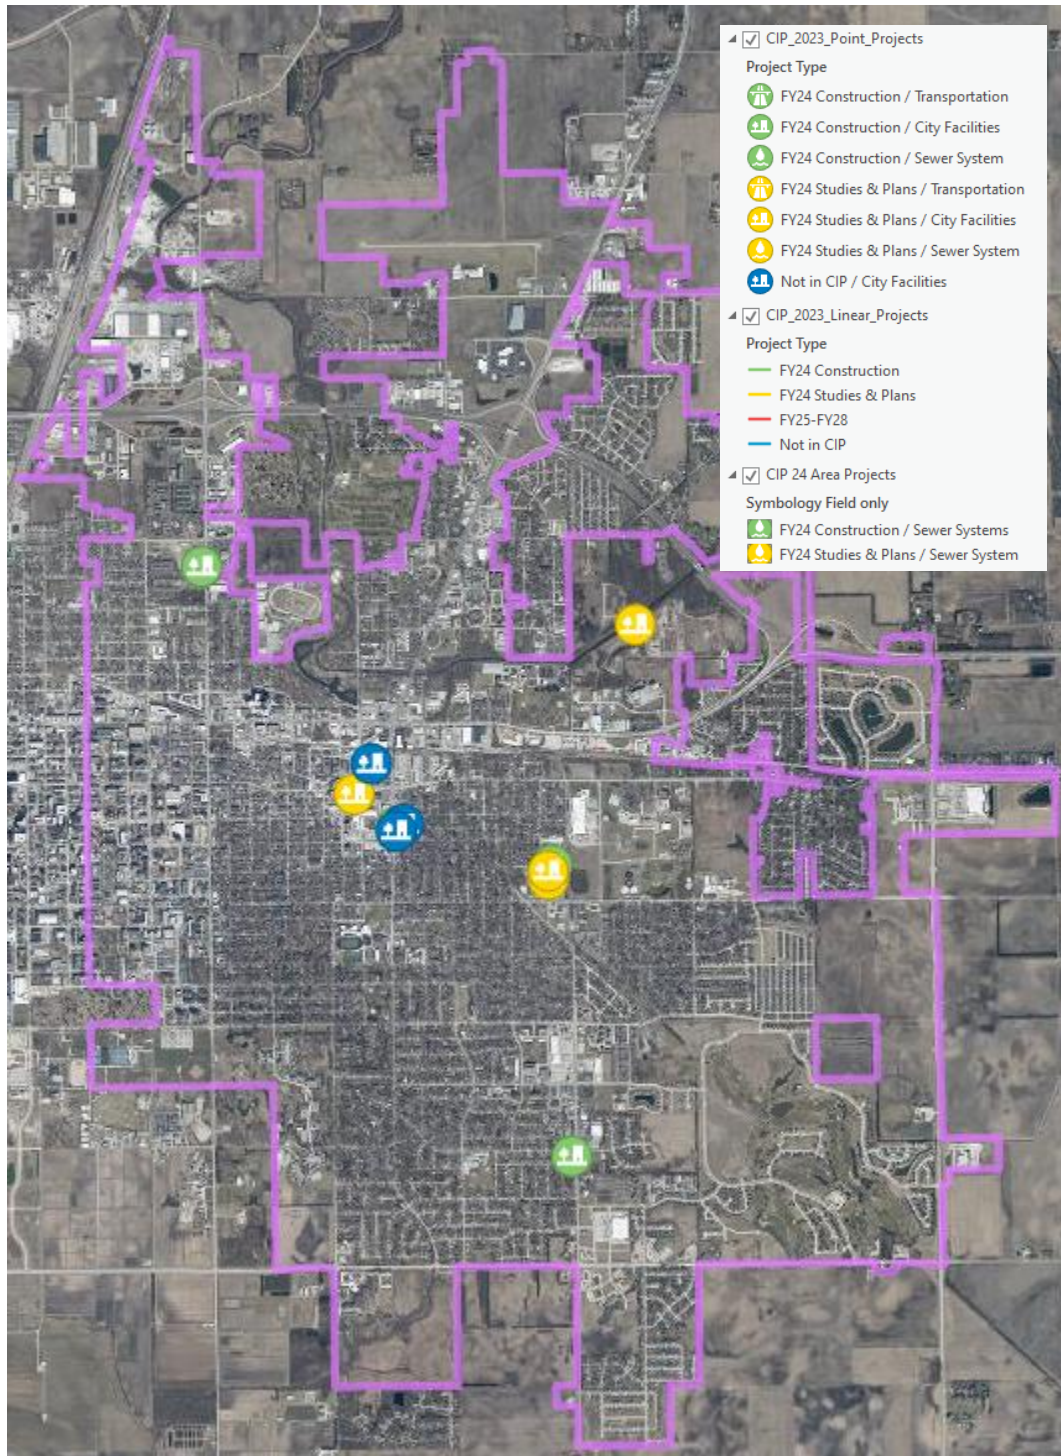 CIP_2023_Point_Projects
Project Type
FY24 Construction / Transportation
FY24 Construction / City Facilities
FY24 Construction / Sewer System
FY24 Studies & Plans / Transportation
FY24 Studies & Plans / City Facilities
FY24 Studies & Plans / Sewer System
Not in CIP / City Facilities
CIP_2023_Linear_Projects
Project Type
FY24 Construction
FY24 Studies & Plans
FY25-FY28
Not in CIP
CIP 24 Area Projects
Symbology Field only
FY24 Construction / Sewer Systems
FY24 Studies & Plans / Sewer System